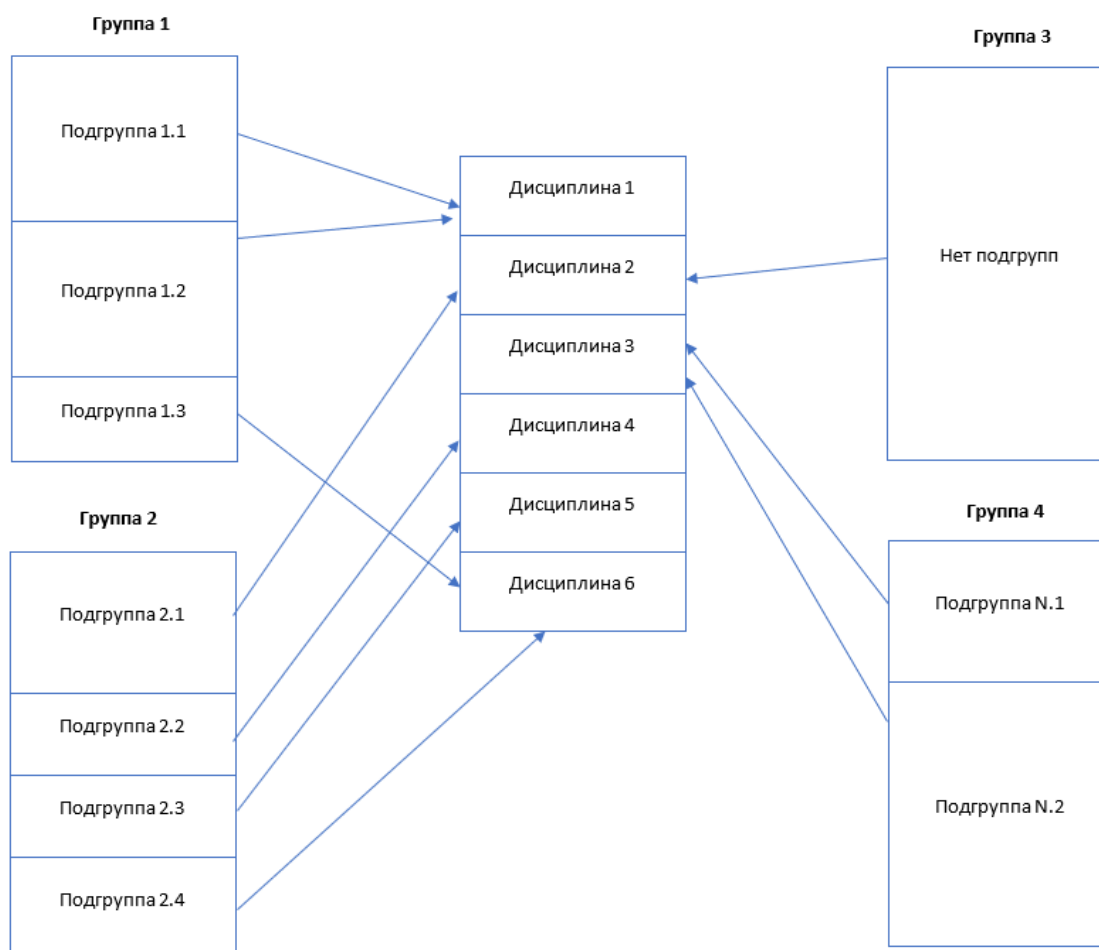 Группа 1
Подгруппа 1.1
Подгруппа 1.2
Подгруппа 1.3
Группа 2
Подгруппа 2.1
Подгруппа 2.2
Подгруппа 2.3
Подгруппа 2.4
Дисциплина 1
Дисциплина 2
Дисциплина 3
Дисциплина 4
Дисциплина 5
Дисциплина 6
Группа 3
Нет подгрупп
Группа 4
Подгруппа N.1
Подгруппа N.2